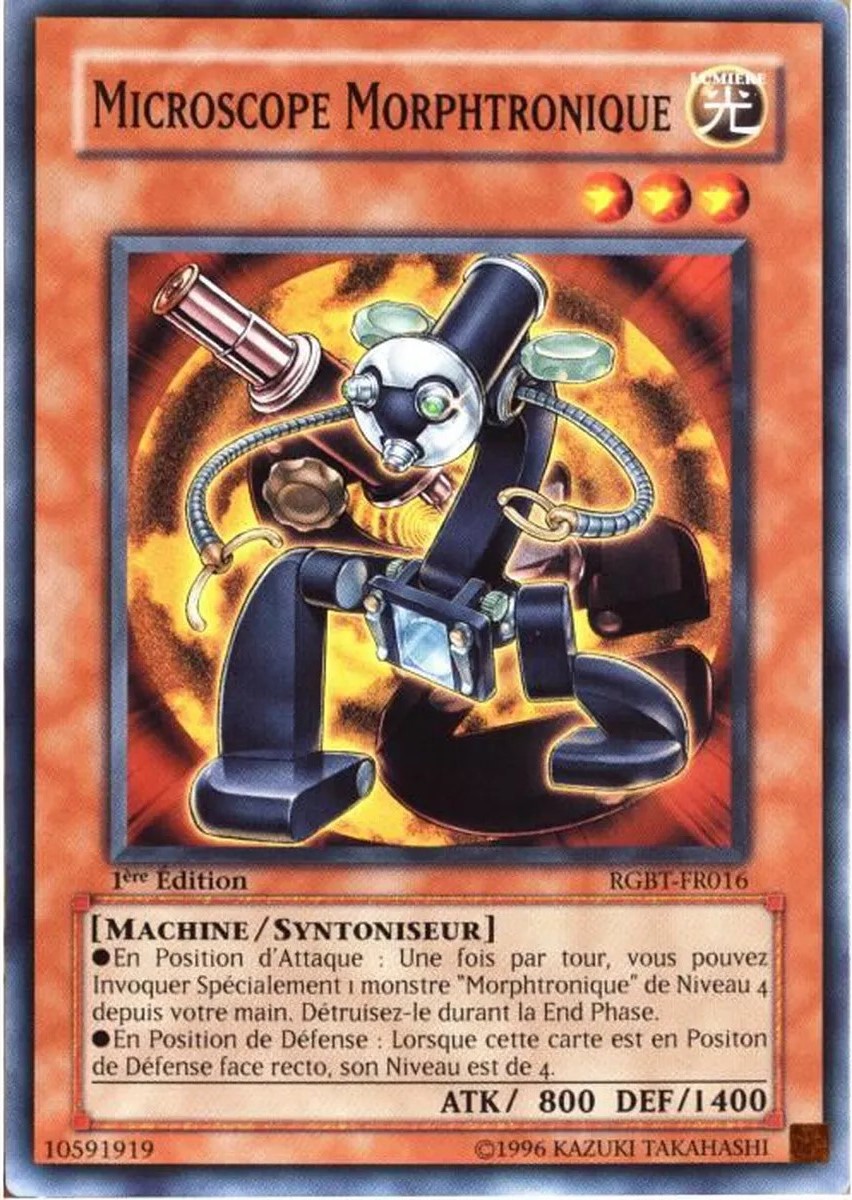 MICROSCOPE MORPHTRONIQUE
LUMIÈRE
光
1ère Édition
RGBT-FR016
[MACHINE/SYNTONISEUR]
●En Position d'Attaque : Une fois par tour, vous pouvez
Invoquer Spécialement 1 monstre "Morphtronique" de Niveau 4
depuis votre main. Détruisez-le durant la End Phase.
●En Position de Défense : Lorsque cette carte est en Positon
de Défense face recto, son Niveau est de 4.
ATK/ 800 DEF/1400
10591919
©1996 KAZUKI TAKAHASHI